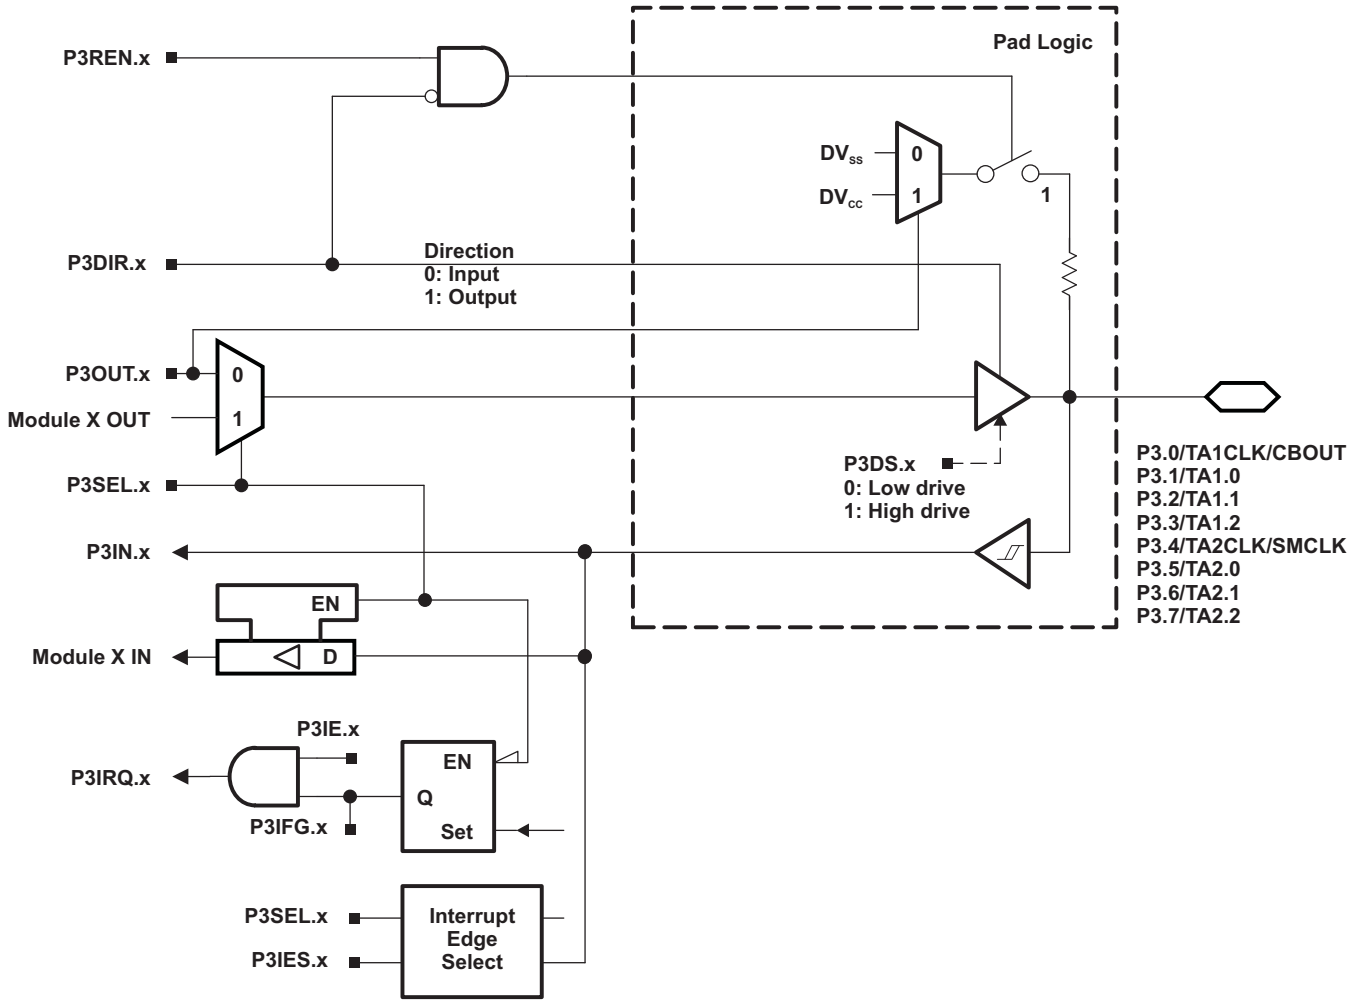 Pad Logic
P3REN.x
DVSS
0
DVCC
1
1
P3DIR.x
Direction
0: Input
1: Output
P3OUT.x
0
Module X OUT
1
P3SEL.x
P3DS.x
0: Low drive
1: High drive
P3.0/TA1CLK/CBOUT
P3.1/TA1.0
P3.2/TA1.1
P3.3/TA1.2
P3.4/TA2CLK/SMCLK
P3.5/TA2.0
P3.6/TA2.1
P3.7/TA2.2
P3IN.x
EN
Module X IN
D
P3IE.x
P3IRQ.x
EN
Q
P3IFG.x
Set
P3SEL.x
P3IES.x
Interrupt
Edge
Select